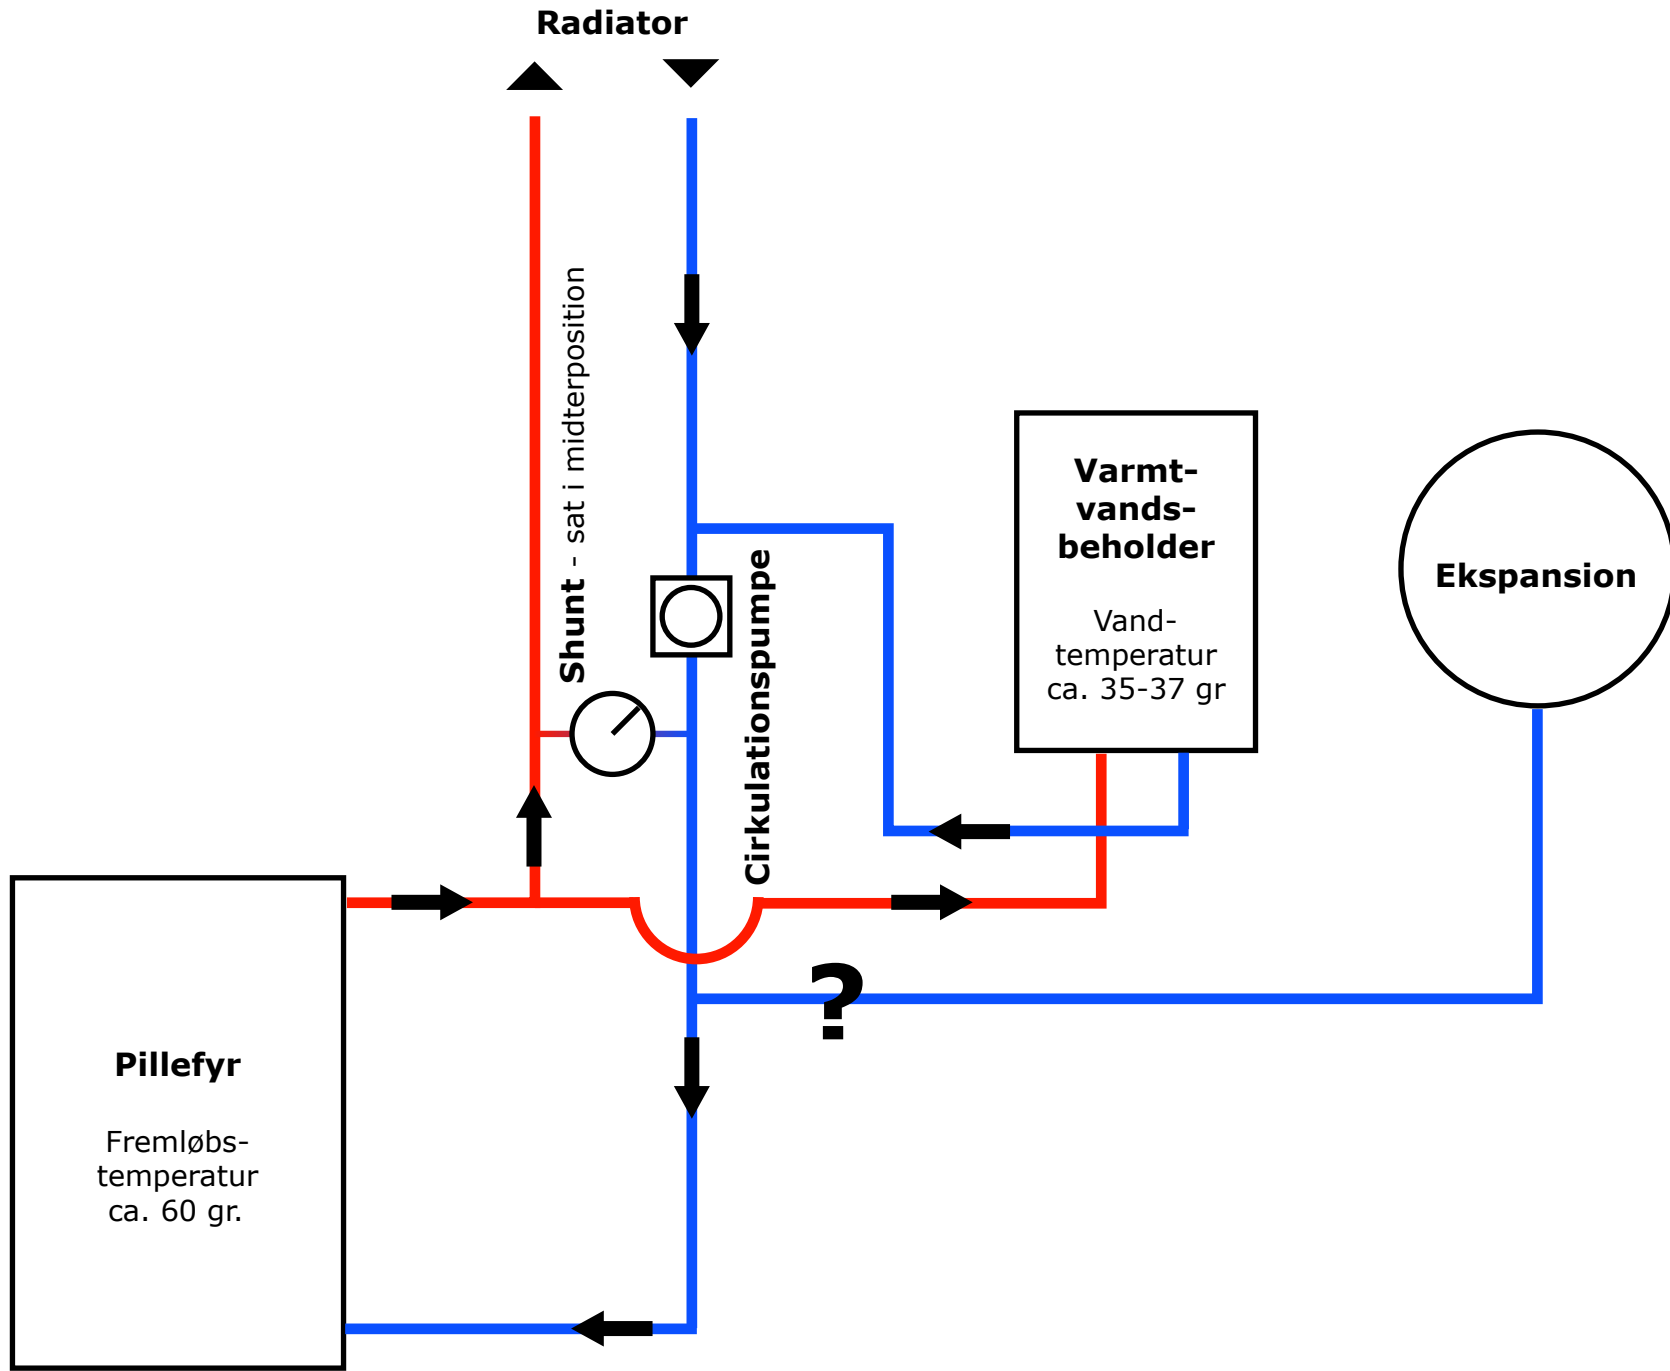 Radiator
Shunt - sat i midterposition
Cirkulationspumpe
Varmt-
vands-
beholder
Vand-
temperatur
ca. 35-37 gr
Ekspansion
?
Pillefyr
Fremløbs-
temperatur
ca. 60 gr.